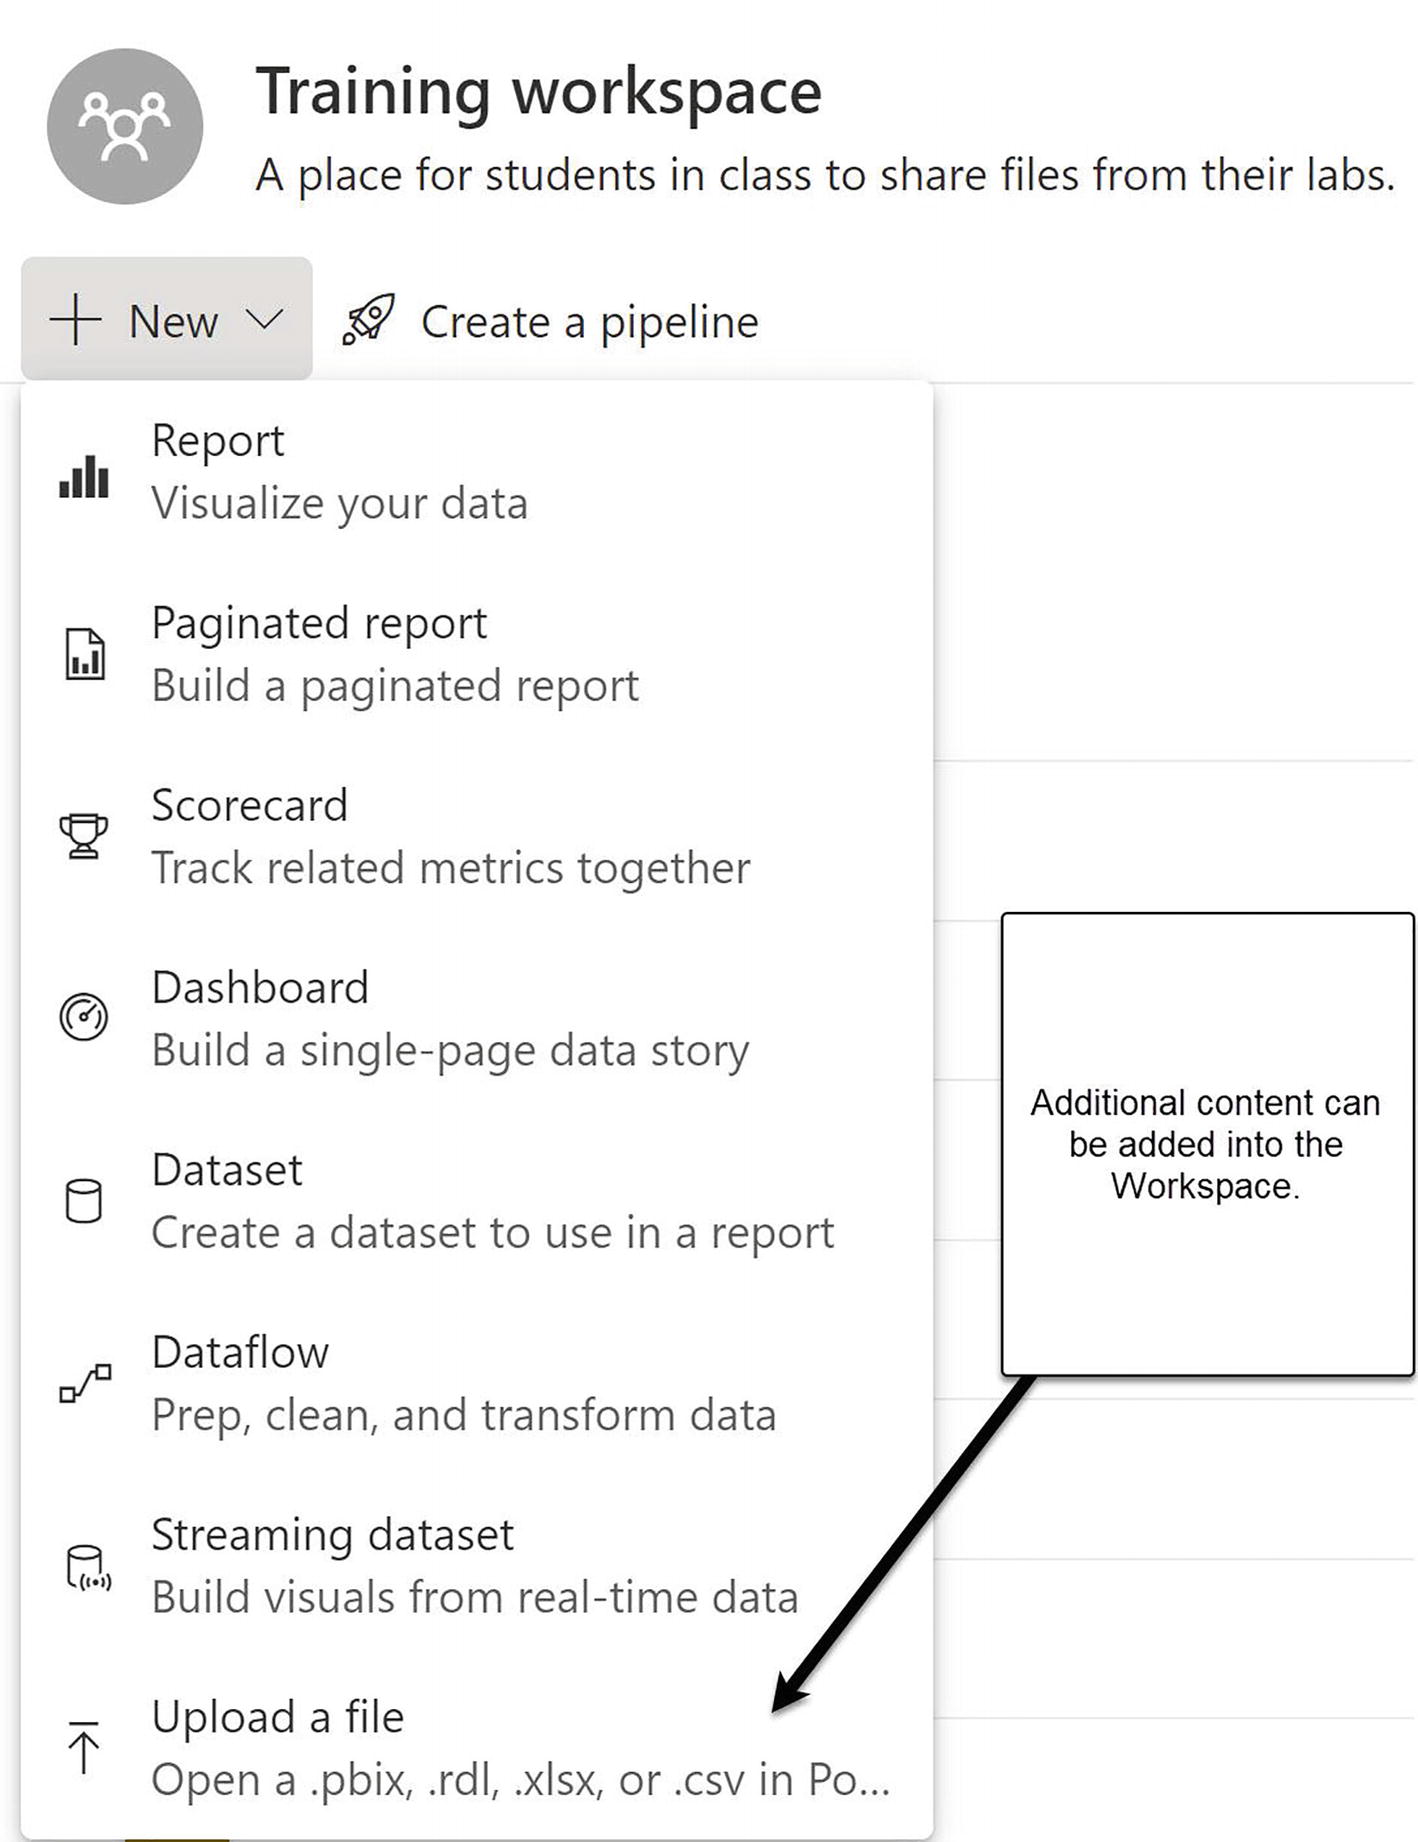 Training workspace
A place for students in class to share files from their labs.
New
Create a pipeline
Report
Visualize your data
Paginated report
Build a paginated report
Scorecard
Track related metrics together
Dashboard
Build a single-page data story
Dataset
Create a dataset to use in a report
Dataflow
Prep, clean, and transform data
Streaming dataset
Build visuals from real-time data
Upload a file
Open a .pbix, .rdl, .xlsx, or .csv in Po...
Additional content can
be added into the
Workspace.